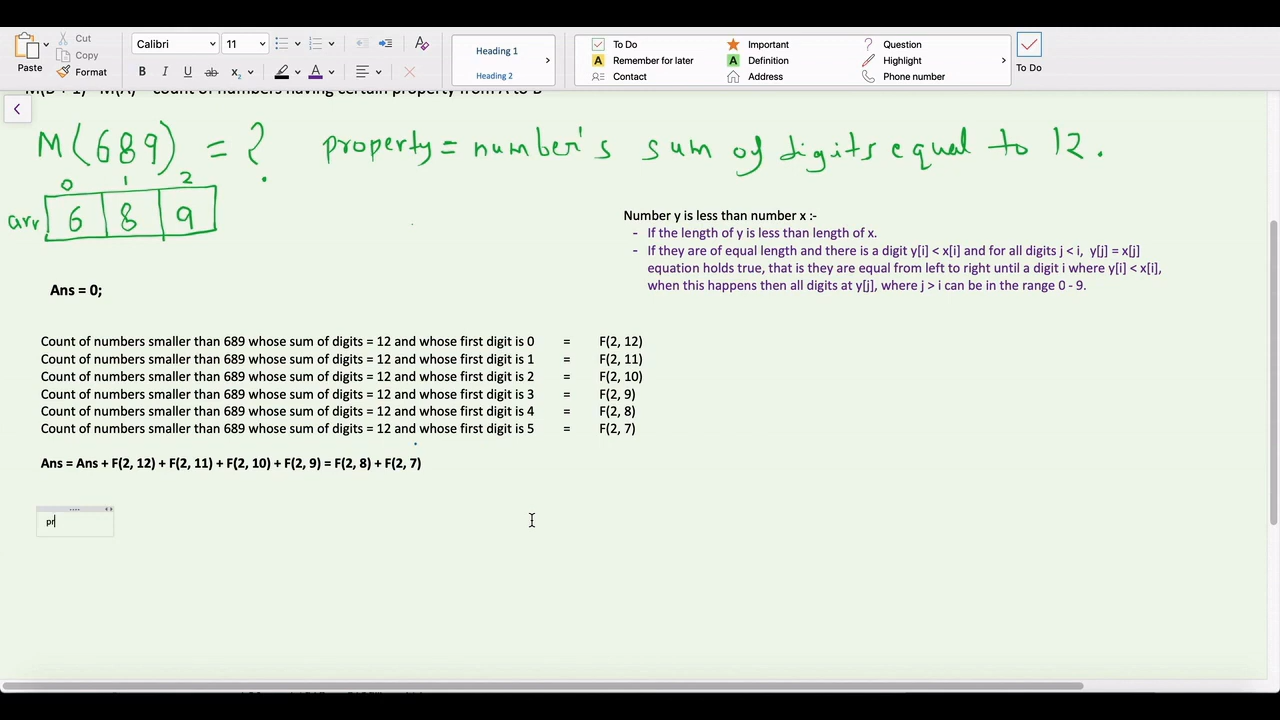 Cut
Calibri 11
To Do Important Question
Copy
Heading 1
Remember for later Definition Highlight
Paste Format B I U ab x₂ A
Heading 2
Contact Address Phone number To Do
M(B + 1) - M(A) = count of numbers having certain property from A to B
M(689) = ? property = number's sum of digits equal to 12.
0 1 2
arr 6 8 9
Number y is less than number x :-
- If the length of y is less than length of x.
- If they are of equal length and there is a digit y[i] < x[i] and for all digits j < i, y[j] = x[j]
equation holds true, that is they are equal from left to right until a digit i where y[i] < x[i],
when this happens then all digits at y[j], where j > i can be in the range 0 - 9.
Ans = 0;
Count of numbers smaller than 689 whose sum of digits = 12 and whose first digit is 0 = F(2, 12)
Count of numbers smaller than 689 whose sum of digits = 12 and whose first digit is 1 = F(2, 11)
Count of numbers smaller than 689 whose sum of digits = 12 and whose first digit is 2 = F(2, 10)
Count of numbers smaller than 689 whose sum of digits = 12 and whose first digit is 3 = F(2, 9)
Count of numbers smaller than 689 whose sum of digits = 12 and whose first digit is 4 = F(2, 8)
Count of numbers smaller than 689 whose sum of digits = 12 and whose first digit is 5 = F(2, 7)
Ans = Ans + F(2, 12) + F(2, 11) + F(2, 10) + F(2, 9) = F(2, 8) + F(2, 7)
pr